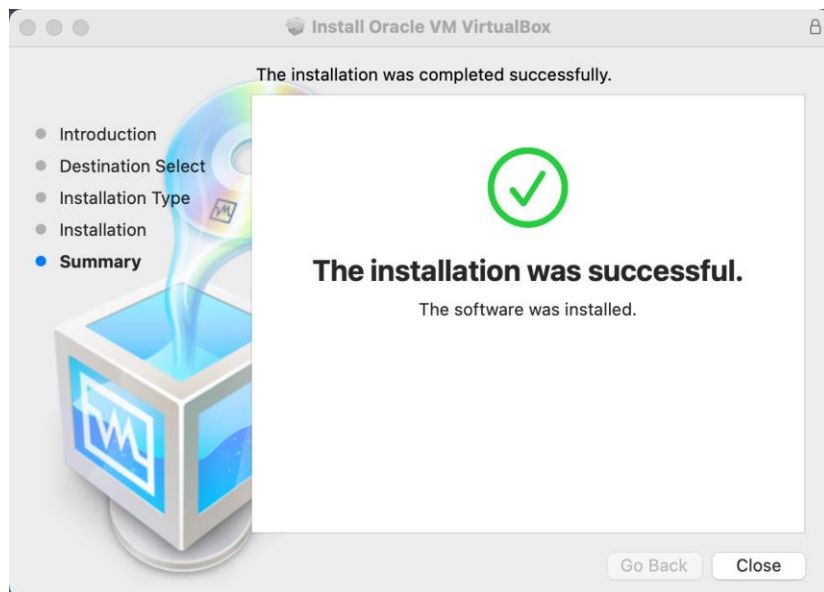 Install Oracle VM VirtualBox
The installation was completed successfully.
Introduction
Destination Select
Installation Type
Installation
Summary
The installation was successful.
The software was installed.
Go Back
Close